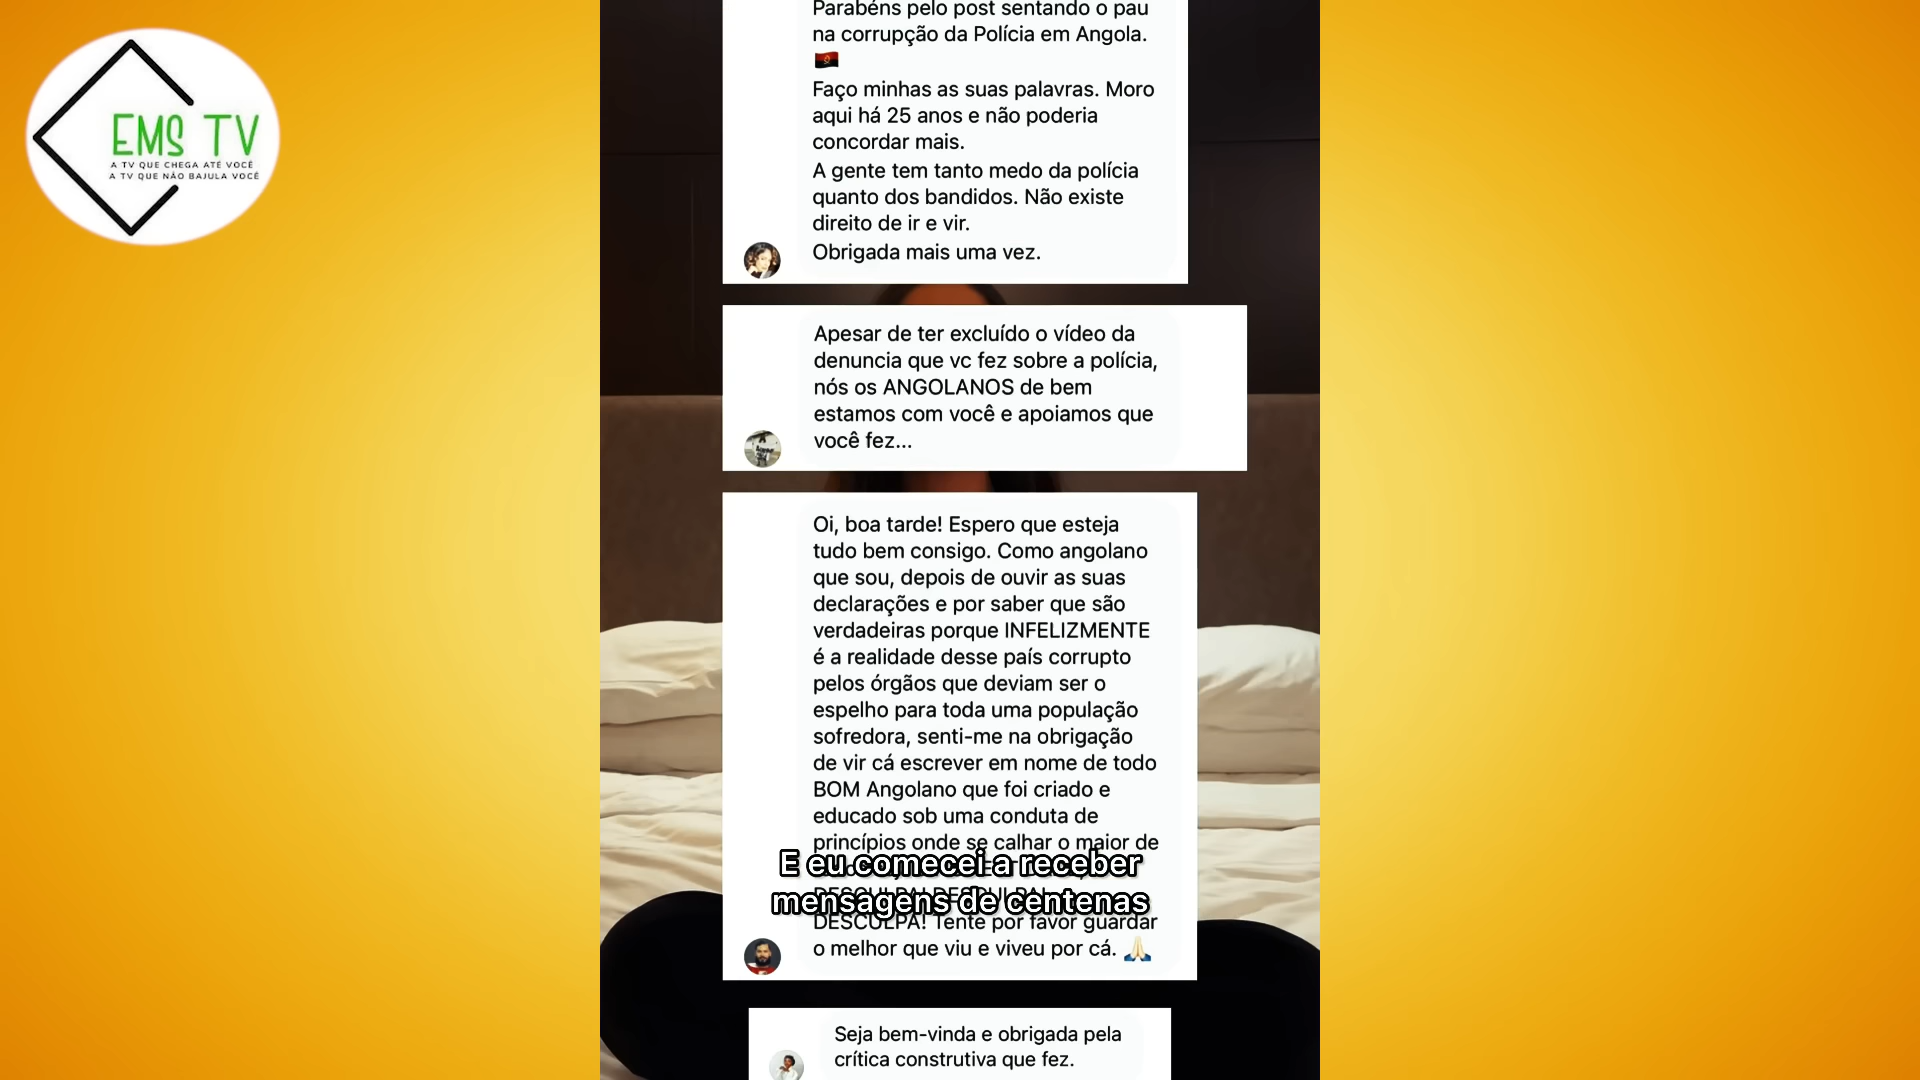 EMS TV
A TV QUE CHEGA ATÉ VOCÊ
A TV QUE NÃO BAJULA VOCÊ
Parabéns pelo post sentando o pau
na corrupção da Polícia em Angola.
🇦🇴
Faço minhas as suas palavras. Moro
aqui há 25 anos e não poderia
concordar mais.
A gente tem tanto medo da polícia
quanto dos bandidos. Não existe
direito de ir e vir.
Obrigada mais uma vez.
Apesar de ter excluído o vídeo da
denuncia que vc fez sobre a polícia,
nós os ANGOLANOS de bem
estamos com você e apoiamos que
você fez...
Oi, boa tarde! Espero que esteja
tudo bem consigo. Como angolano
que sou, depois de ouvir as suas
declarações e por saber que são
verdadeiras porque INFELIZMENTE
é a realidade desse país corrupto
pelos órgãos que deviam ser o
espelho para toda uma população
sofredora, senti-me na obrigação
de vir cá escrever em nome de todo
BOM Angolano que foi criado e
educado sob uma conduta de
princípios onde se calhar o maior de
E eu comecei a receber
mensagens de centenas
DESCULPA! DESCULPA!
DESCULPA! Tente por favor guardar
o melhor que viu e viveu por cá. 🙏🏻
Seja bem-vinda e obrigada pela
crítica construtiva que fez.